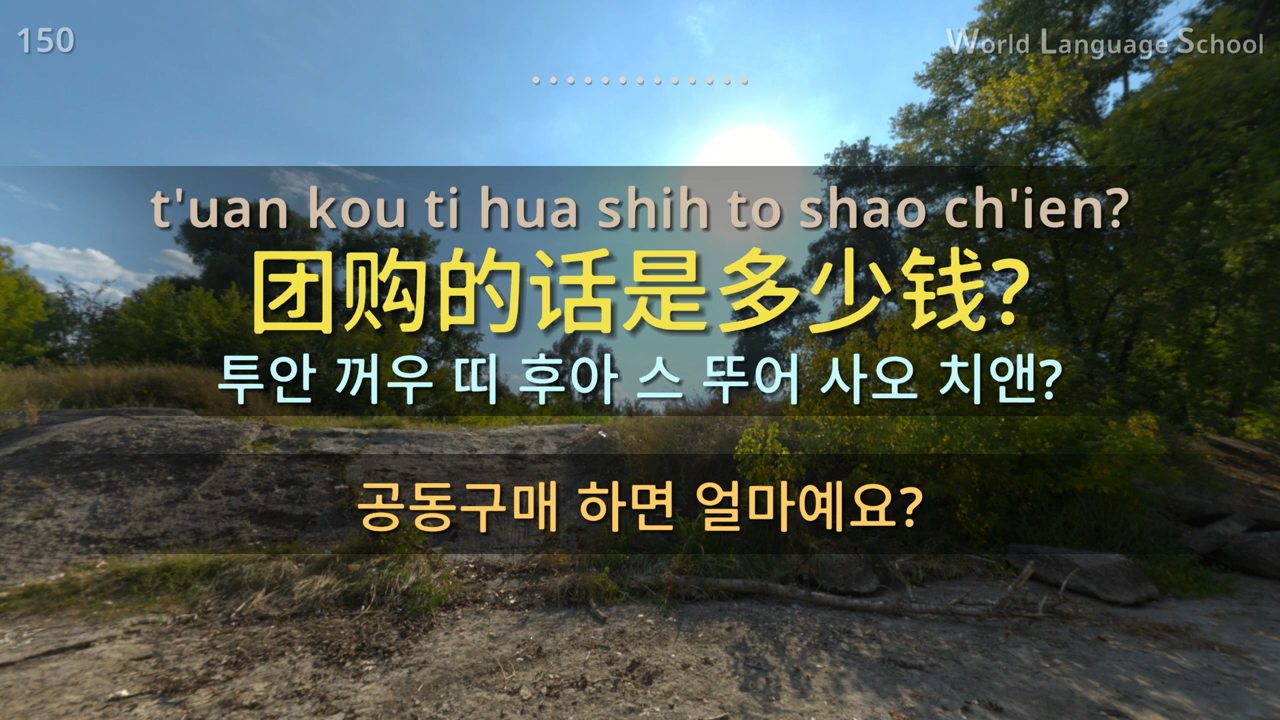 150
World Language School
t'uan kou ti hua shih to shao ch'ien?
团购的话是多少钱?
투안 꺼우 띠 후아 스 뚜어 사오 치앤?
공동구매 하면 얼마예요?